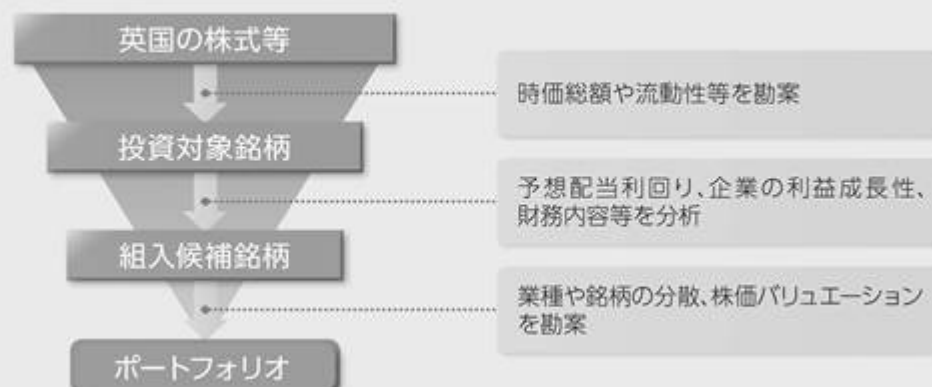 英国の株式等
時価総額や流動性等を勘案
投資対象銘柄
予想配当利回り、企業の利益成長性、
財務内容等を分析
組入候補銘柄
業種や銘柄の分散、株価バリュエーション
を勘案
ポートフォリオ